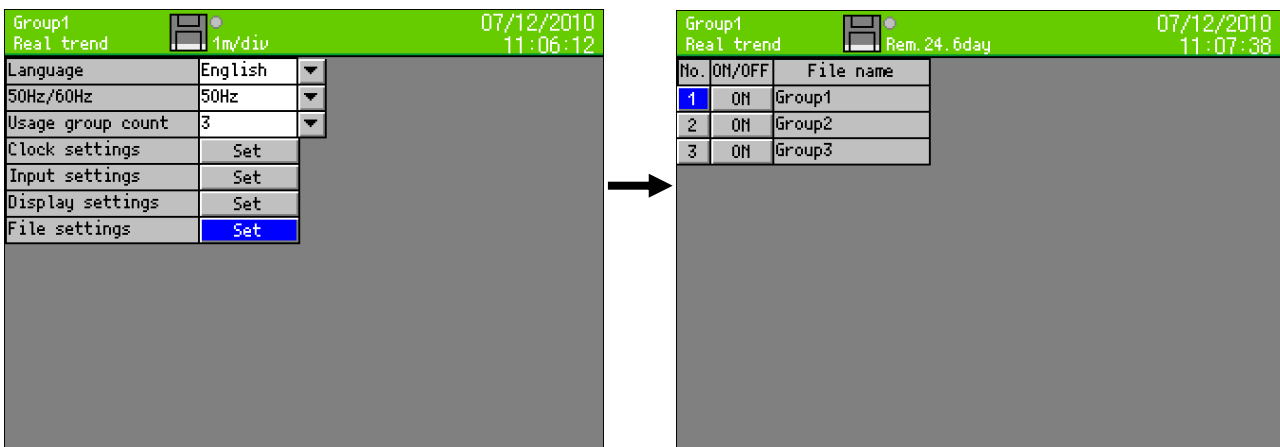 Group1
Real trend
1m/div
07/12/2010
11:06:12
Language English
50Hz/60Hz 50Hz
Usage group count 3
Clock settings Set
Input settings Set
Display settings Set
File settings Set
Group1
Real trend
Rem.24.6day
07/12/2010
11:07:38
No. ON/OFF File name
1 ON Group1
2 ON Group2
3 ON Group3